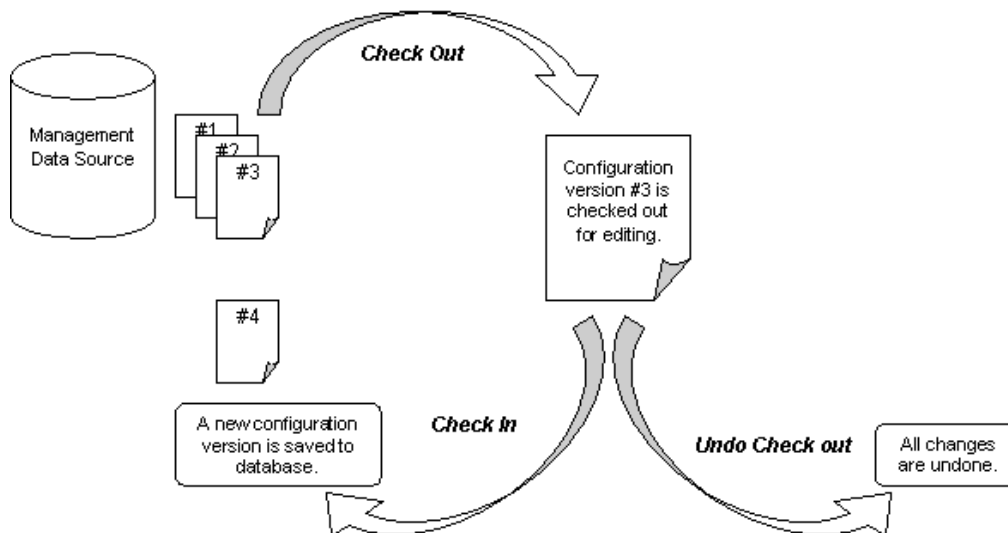 Check Out
Management
Data Source
#1
#2
#3
Configuration
version #3 is
checked out
for editing.
#4
A new configuration
version is saved to
database.
Check In
Undo Check out
All changes
are undone.